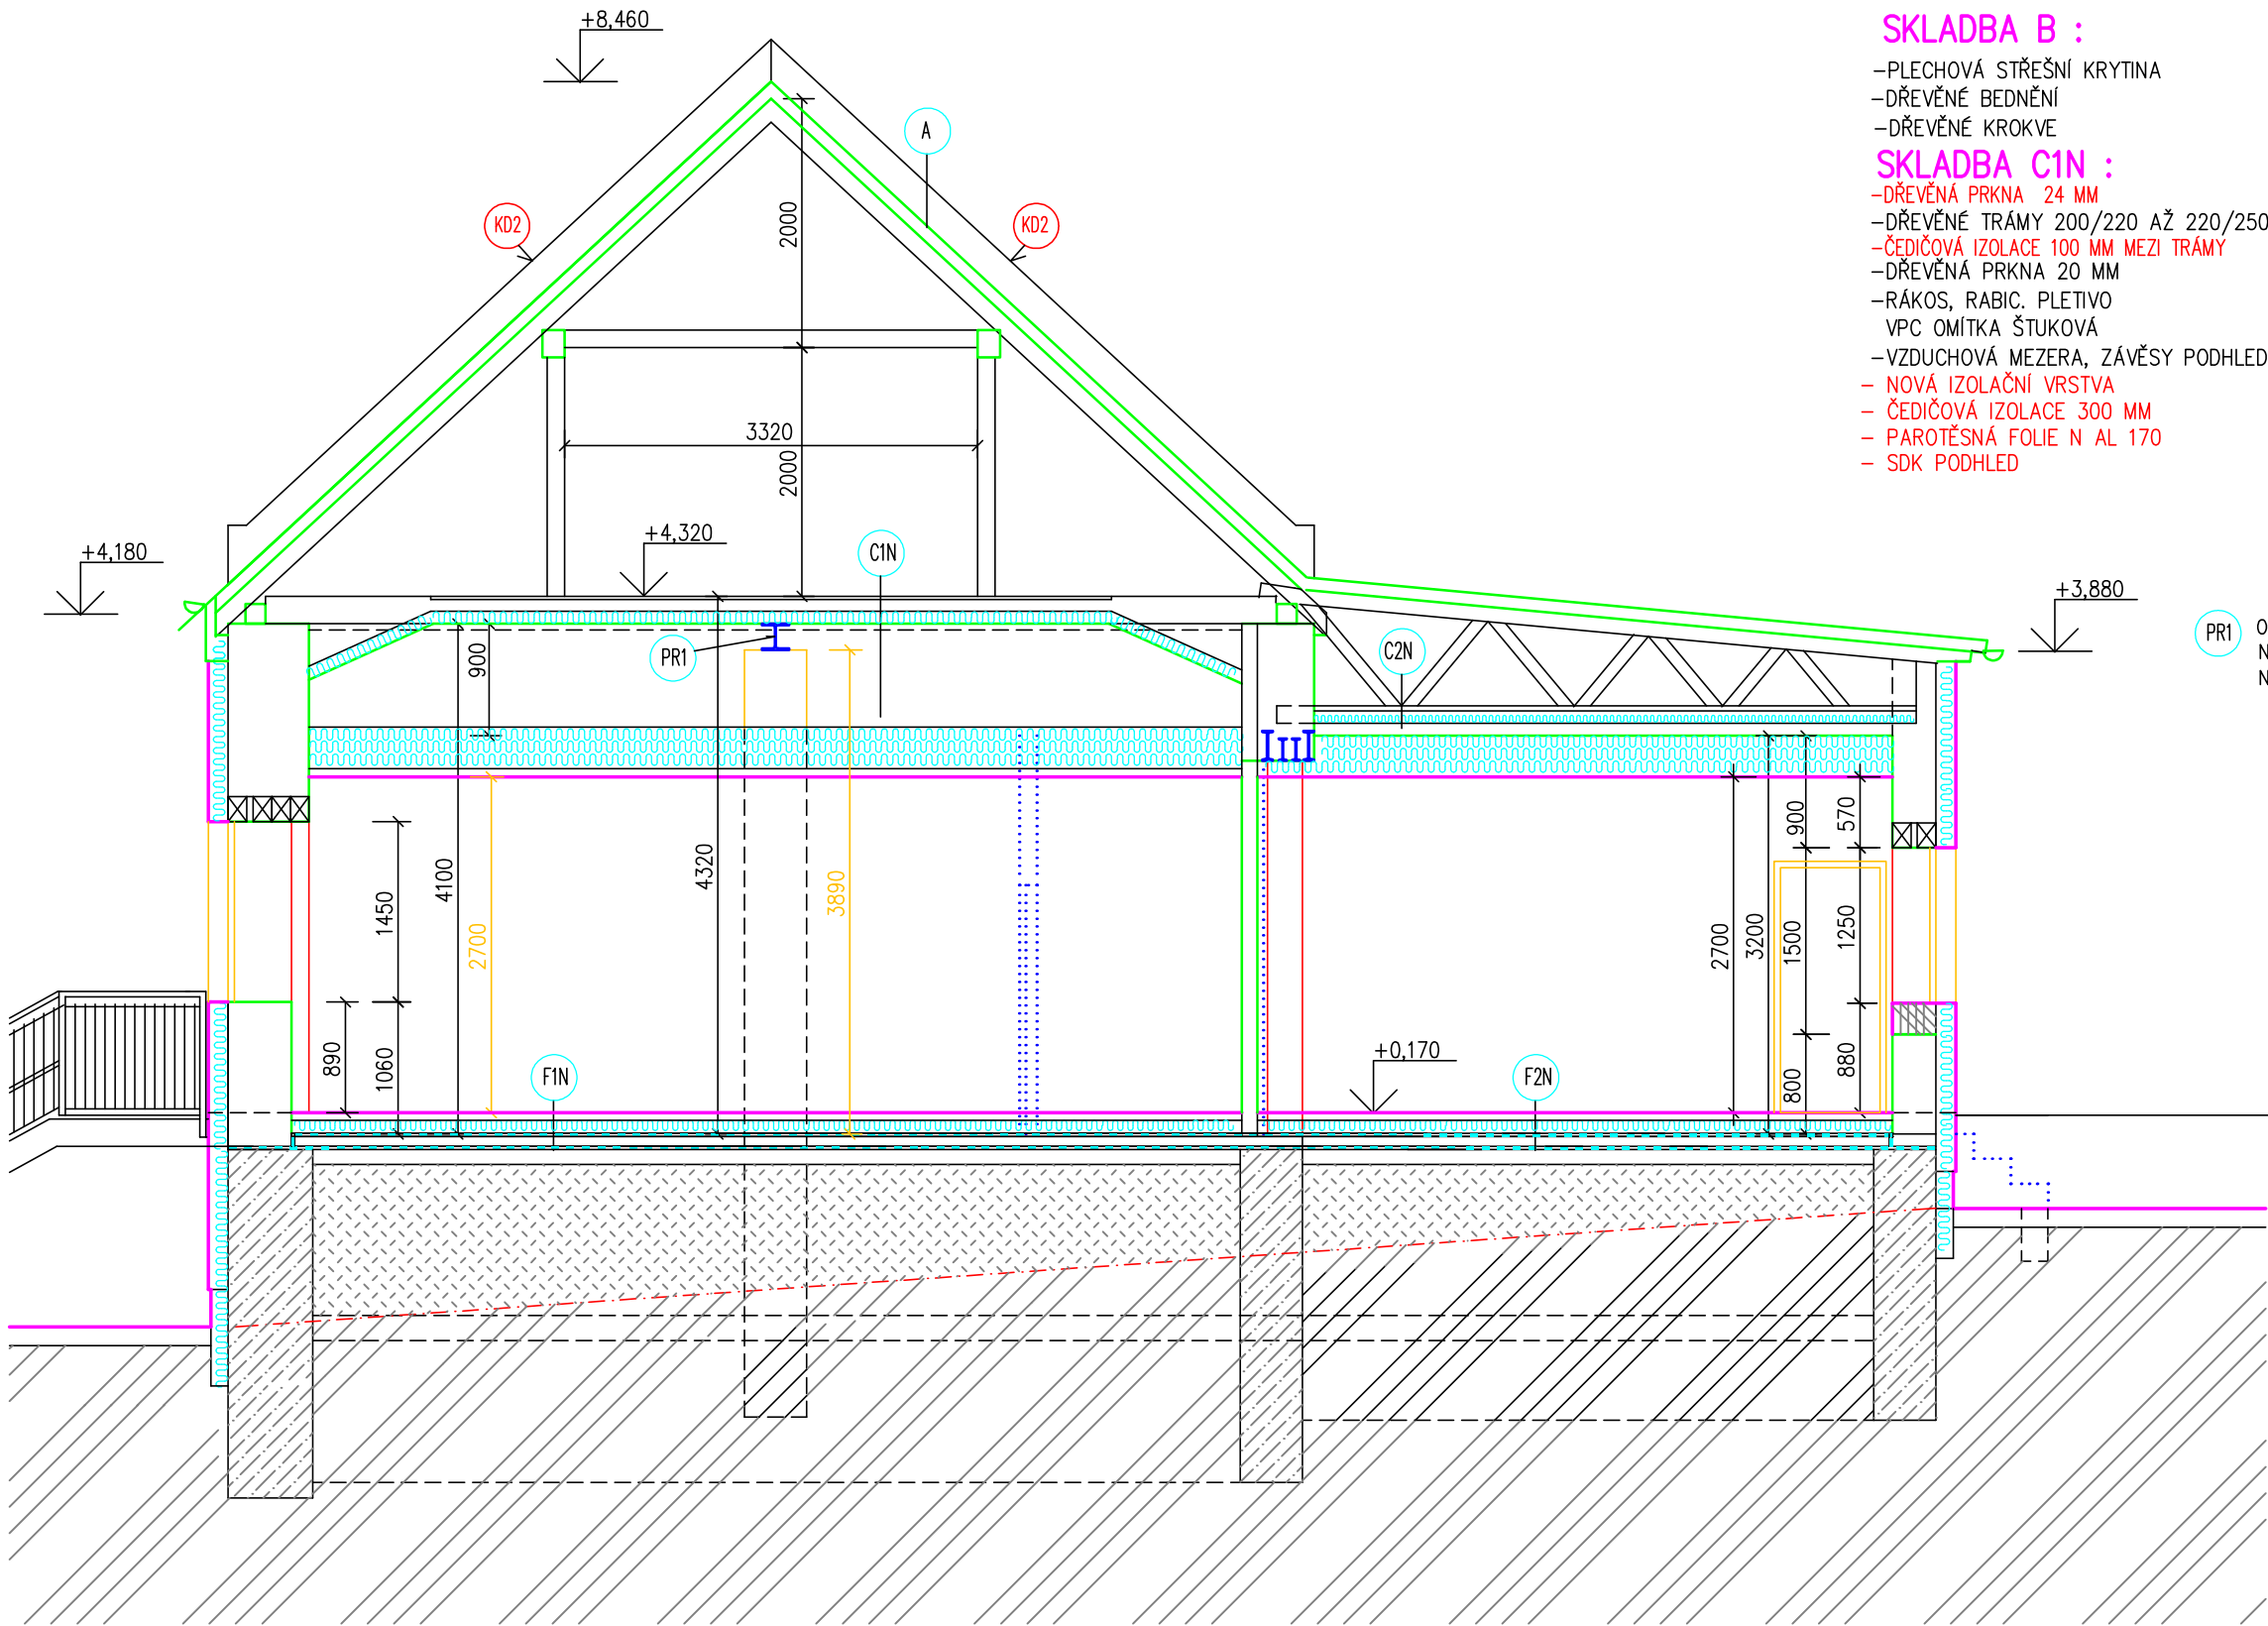 +8,460
SKLADBA B :
-PLECHOVÁ STŘEŠNÍ KRYTINA
-DŘEVĚNÉ BEDNĚNÍ
-DŘEVĚNÉ KROKVE
SKLADBA C1N :
-DŘEVĚNÁ PRKNA 24 MM
-DŘEVĚNÉ TRÁMY 200/220 AŽ 220/250
-ČEDIČOVÁ IZOLACE 100 MM MEZI TRÁMY
-DŘEVĚNÁ PRKNA 20 MM
-RÁKOS, RABIC. PLETIVO
VPC OMÍTKA ŠTUKOVÁ
-VZDUCHOVÁ MEZERA, ZÁVĚSY PODHLED
- NOVÁ IZOLAČNÍ VRSTVA
- ČEDIČOVÁ IZOLACE 300 MM
- PAROTĚSNÁ FOLIE N AL 170
- SDK PODHLED
A
KD2
KD2
2000
3320
2000
+4,180
+4,320
C1N
+3,880
PR1
O
N
N
PR1
C2N
900
1450
4100
2700
4320
3890
2700
3200
900
570
1500
1250
890
1060
+0,170
800
880
F1N
F2N